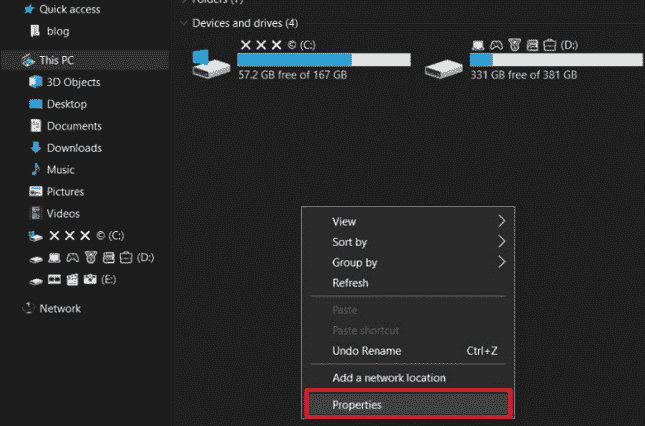 Quick access
blog
This PC
3D Objects
Desktop
Documents
Downloads
Music
Pictures
Videos
© (C:)
(D:)
(E:)
Network
Folders (7)
Devices and drives (4)
© (C:)
57.2 GB free of 167 GB
(D:)
331 GB free of 381 GB
View
Sort by
Group by
Refresh
Paste
Paste shortcut
Undo Rename Ctrl+Z
Add a network location
Properties